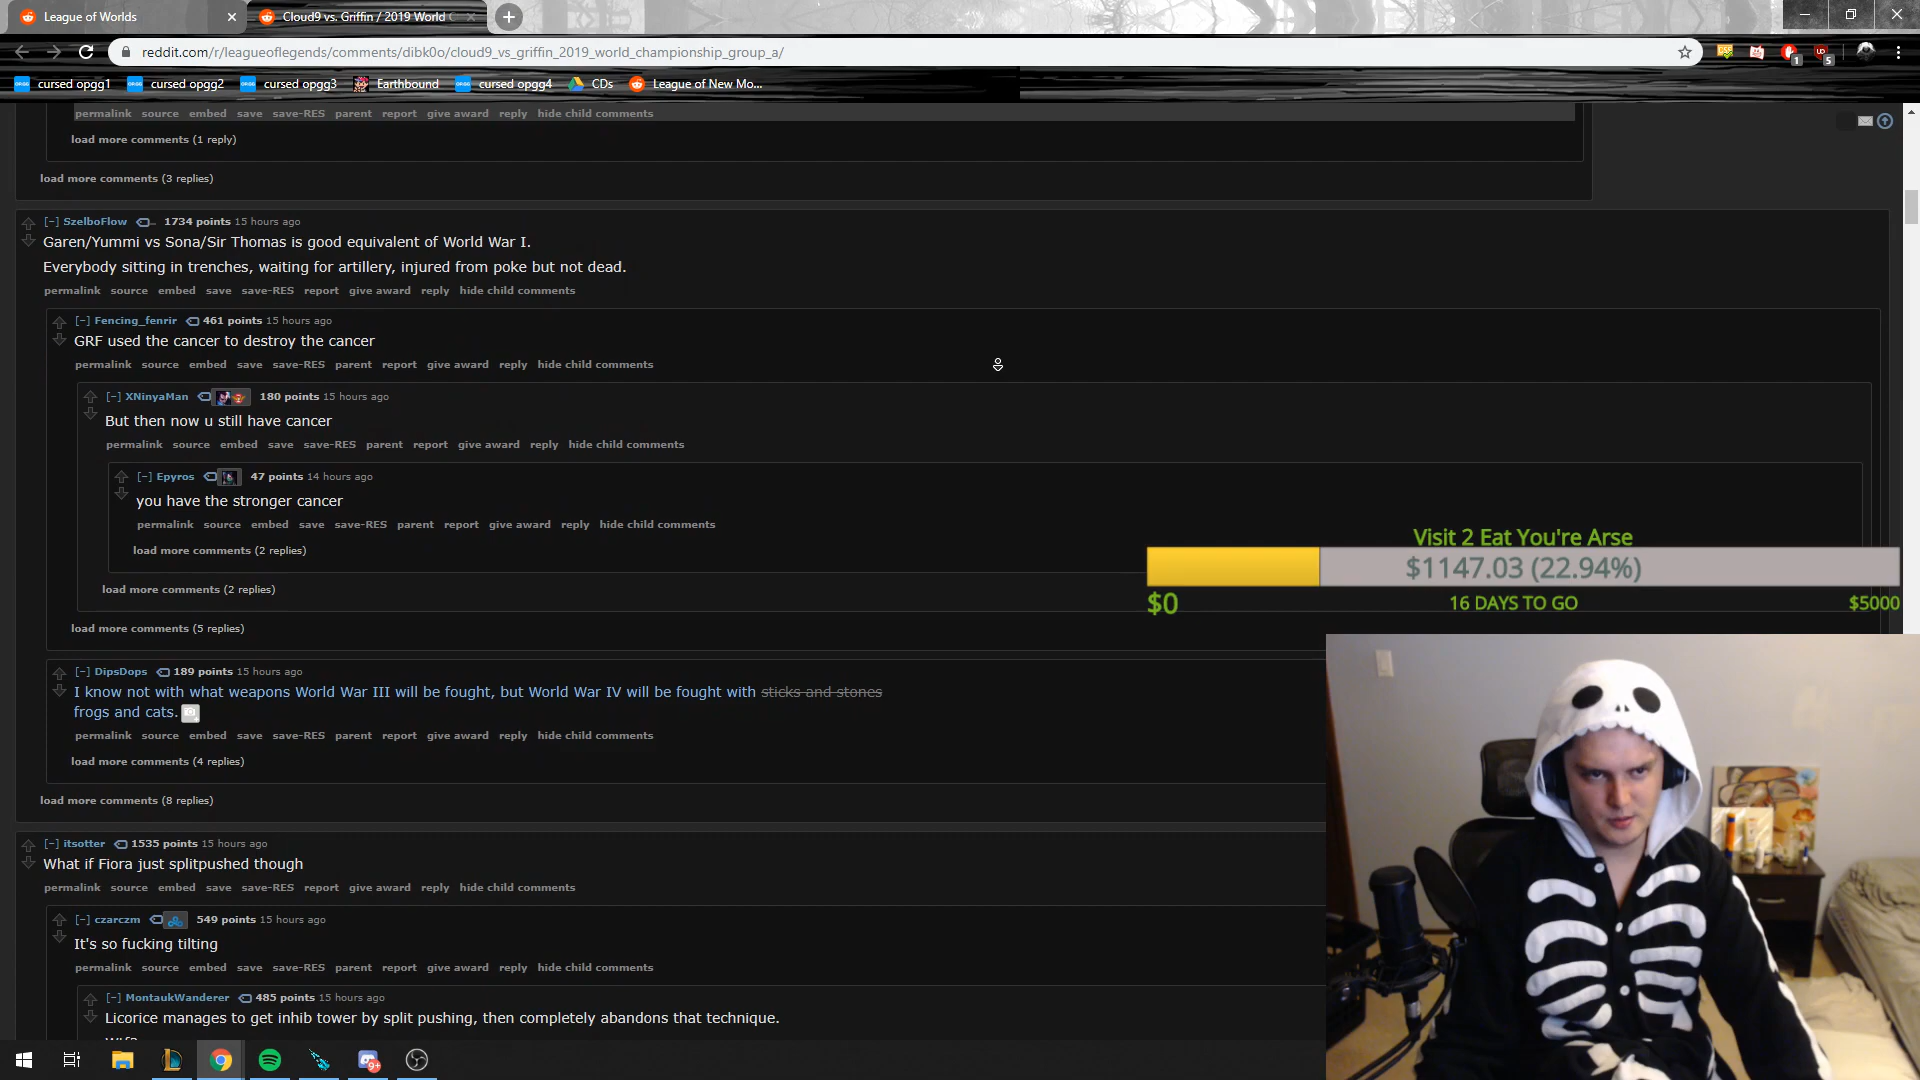 League of Worlds
Cloud9 vs. Griffin / 2019 World C
reddit.com/r/leagueoflegends/comments/dibk0o/cloud9_vs_griffin_2019_world_championship_group_a/
1
5
cursed opgg1
cursed opgg2
cursed opgg3
Earthbound
cursed opgg4
CDs
League of New Mo...
permalink source embed save save-RES parent report give award reply hide child comments
load more comments (1 reply)
load more comments (3 replies)
[–] SzelboFlow 1734 points 15 hours ago
Garen/Yummi vs Sona/Sir Thomas is good equivalent of World War I.
Everybody sitting in trenches, waiting for artillery, injured from poke but not dead.
permalink source embed save save-RES report give award reply hide child comments
[–] Fencing_fenrir 461 points 15 hours ago
GRF used the cancer to destroy the cancer
permalink source embed save save-RES parent report give award reply hide child comments
[–] XNinyaMan 180 points 15 hours ago
But then now u still have cancer
permalink source embed save save-RES parent report give award reply hide child comments
[–] Epyros 47 points 14 hours ago
you have the stronger cancer
permalink source embed save save-RES parent report give award reply hide child comments
load more comments (2 replies)
load more comments (2 replies)
load more comments (5 replies)
Visit 2 Eat You're Arse
$1147.03 (22.94%)
$0 16 DAYS TO GO $5000
[–] DipsDops 189 points 15 hours ago
I know not with what weapons World War III will be fought, but World War IV will be fought with sticks and stones
frogs and cats.
permalink source embed save save-RES parent report give award reply hide child comments
load more comments (4 replies)
load more comments (8 replies)
[–] itsotter 1535 points 15 hours ago
What if Fiora just splitpushed though
permalink source embed save save-RES report give award reply hide child comments
[–] czarczm 549 points 15 hours ago
It's so fucking tilting
permalink source embed save save-RES parent report give award reply hide child comments
[–] MontaukWanderer 485 points 15 hours ago
Licorice manages to get inhib tower by split pushing, then completely abandons that technique.
9+